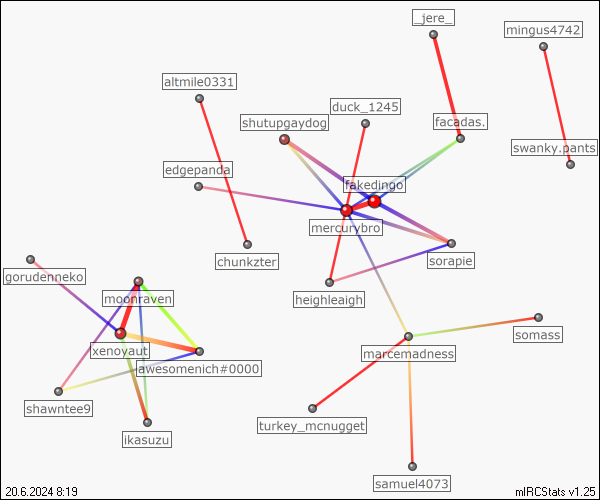 _jere_
mingus4742
altmile0331
duck_1245
shutupgaydog
facadas.
swanky.pants
edgepanda
fakedingo
mercurybro
chunkzter
sorapie
gorudenneko
moonraven
heighleaigh
somass
xenoyaut
marcemadness
awesomenich#0000
shawntee9
turkey_mcnugget
ikasuzu
samuel4073
20.6.2024 8:19
mIRCStats v1.25